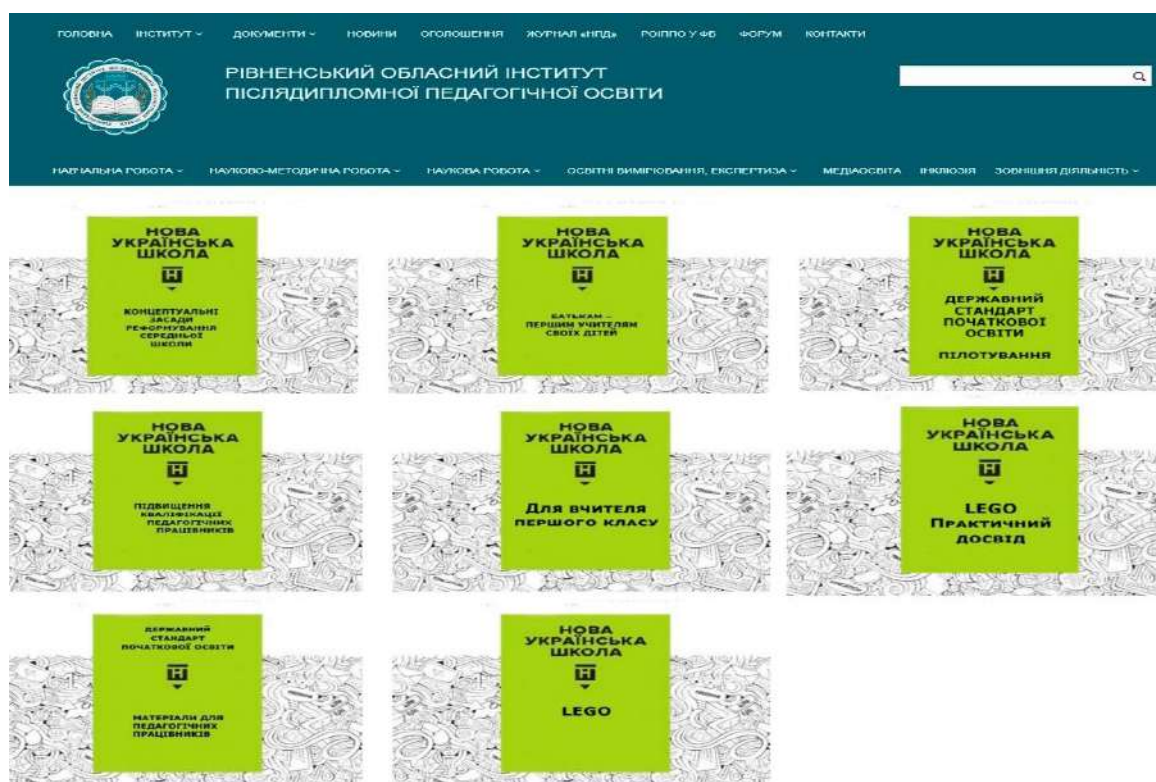 ГОЛОВНА ІНСТИТУТ ДОКУМЕНТИ НОВИНИ ОГОЛОШЕННЯ ЖУРНАЛ «НПД» РОІППО У ФБ ФОРУМ КОНТАКТИ
РІВНЕНСЬКИЙ ОБЛАСНИЙ ІНСТИТУТ
ПІСЛЯДИПЛОМНОЇ ПЕДАГОГІЧНОЇ ОСВІТИ
НАВЧАЛЬНА РОБОТА НАУКОВО-МЕТОДИЧНА РОБОТА НАУКОВА РОБОТА ОСВІТНІ ВИМІРЮВАННЯ, ЕКСПЕРТИЗА МЕДІАОСВІТА ІНКЛЮЗІЯ ЗОВНІШНЯ ДІЯЛЬНІСТЬ
НОВА
УКРАЇНСЬКА
ШКОЛА
КОНЦЕПТУАЛЬНІ
ЗАСАДИ
РЕФОРМУВАННЯ
СЕРЕДНЬОЇ
ШКОЛИ
НОВА
УКРАЇНСЬКА
ШКОЛА
БАТЬКАМ –
ПЕРШИМ УЧИТЕЛЯМ
СВОЇХ ДІТЕЙ
НОВА
УКРАЇНСЬКА
ШКОЛА
ДЕРЖАВНИЙ
СТАНДАРТ
ПОЧАТКОВОЇ
ОСВІТИ
ПІЛОТУВАННЯ
НОВА
УКРАЇНСЬКА
ШКОЛА
ПІДВИЩЕННЯ
КВАЛІФІКАЦІЇ
ПЕДАГОГІЧНИХ
ПРАЦІВНИКІВ
НОВА
УКРАЇНСЬКА
ШКОЛА
Для вчителя
першого класу
НОВА
УКРАЇНСЬКА
ШКОЛА
LEGO
Практичний
досвід
ДЕРЖАВНИЙ
СТАНДАРТ
ПОЧАТКОВОЇ ОСВІТИ
МАТЕРІАЛИ ДЛЯ
ПЕДАГОГІЧНИХ
ПРАЦІВНИКІВ
НОВА
УКРАЇНСЬКА
ШКОЛА
LEGO